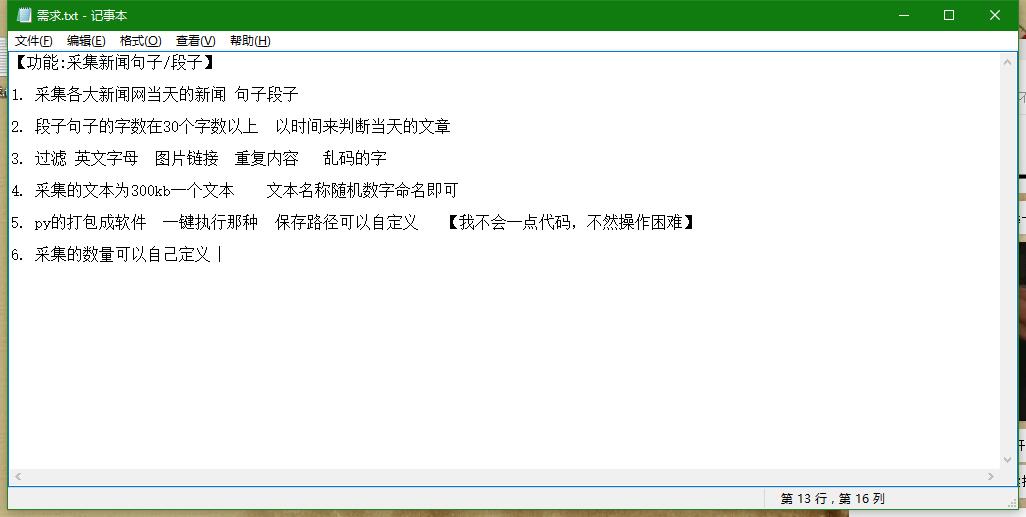 需求.txt - 记事本
文件(F) 编辑(E) 格式(O) 查看(V) 帮助(H)
【功能:采集新闻句子/段子】
1. 采集各大新闻网当天的新闻 句子段子
2. 段子句子的字数在30个字数以上 以时间来判断当天的文章
3. 过滤 英文字母 图片链接 重复内容 乱码的字
4. 采集的文本为300kb一个文本 文本名称随机数字命名即可
5. py的打包成软件 一键执行那种 保存路径可以自定义 【我不会一点代码，不然操作困难】
6. 采集的数量可以自己定义
第 13 行，第 16 列